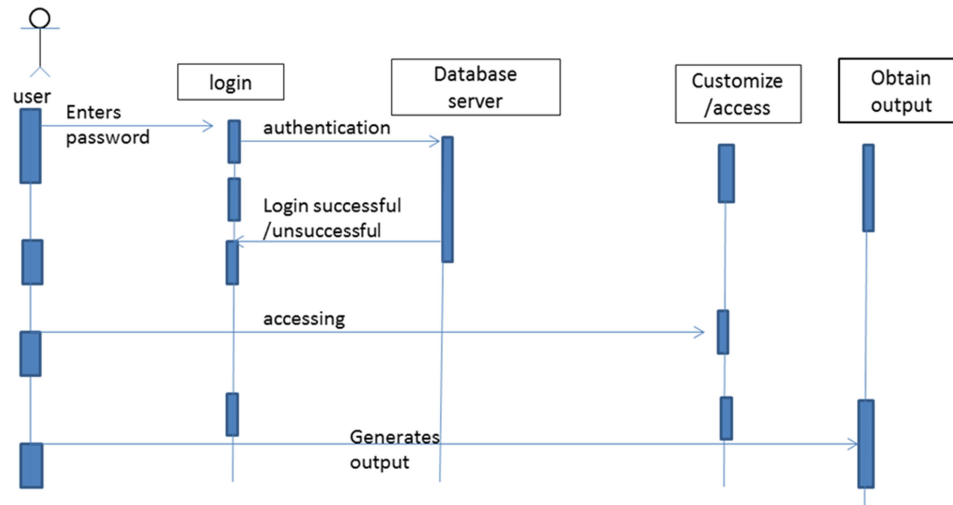 user
login
Database
server
Customize
/access
Obtain
output
Enters
password
authentication
Login successful
/unsuccessful
accessing
Generates
output